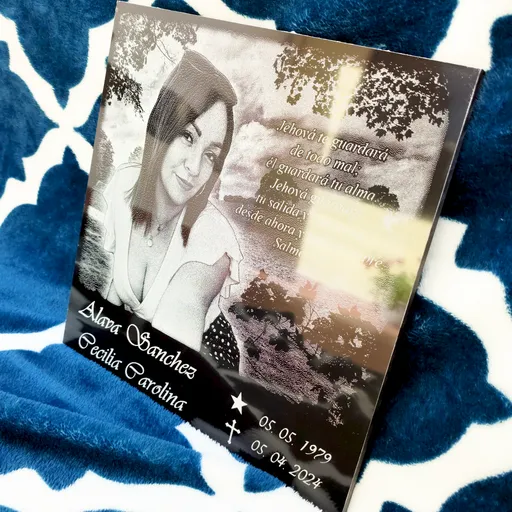 Jehová te guardará
de todo mal;
él guardará tu alma.
Jehová
tu salida y
desde ahora y
Salm
Alava Sanchez
Cecilia Carolina
05. 05. 1979
05. 04. 2024